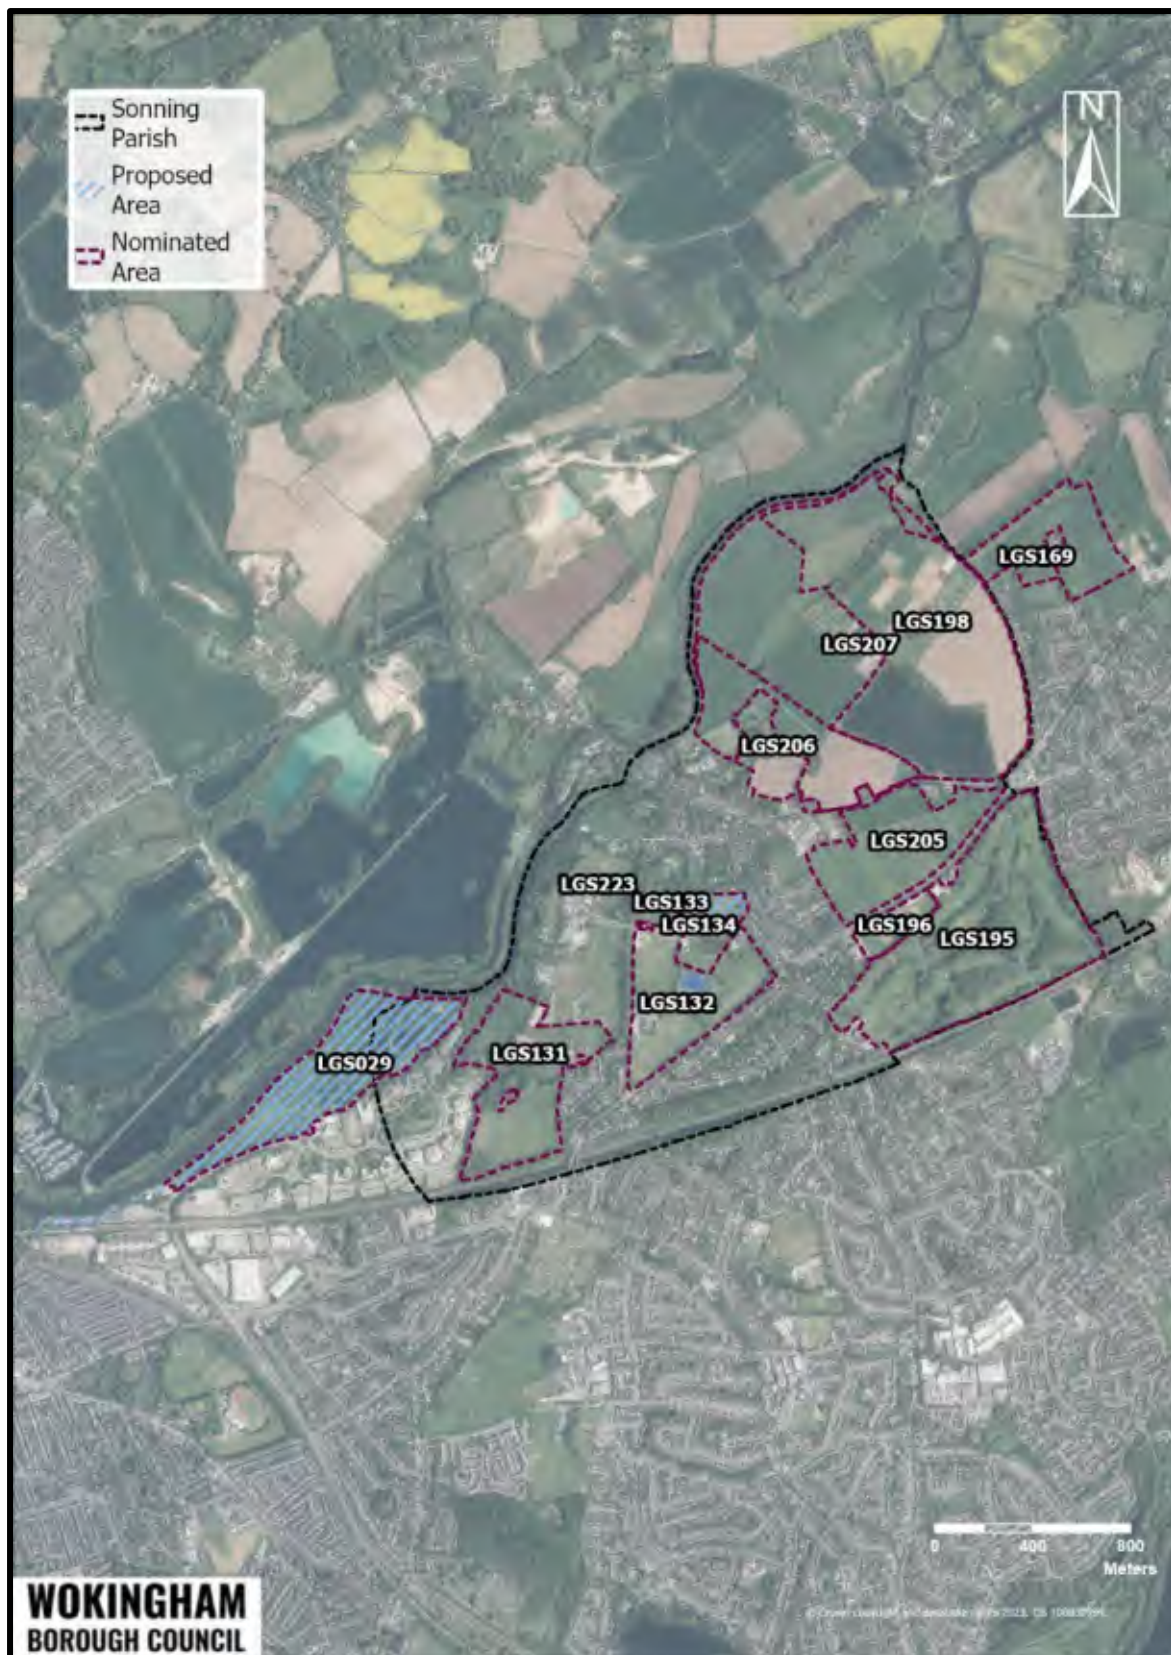 Sonning
Parish
Proposed
Area
Nominated
Area
N
LGS169
LGS198
LGS207
LGS206
LGS205
LGS223
LGS133
LGS134
LGS196
LGS195
LGS132
LGS131
LGS029
0 400 800
Meters
WOKINGHAM
BOROUGH COUNCIL